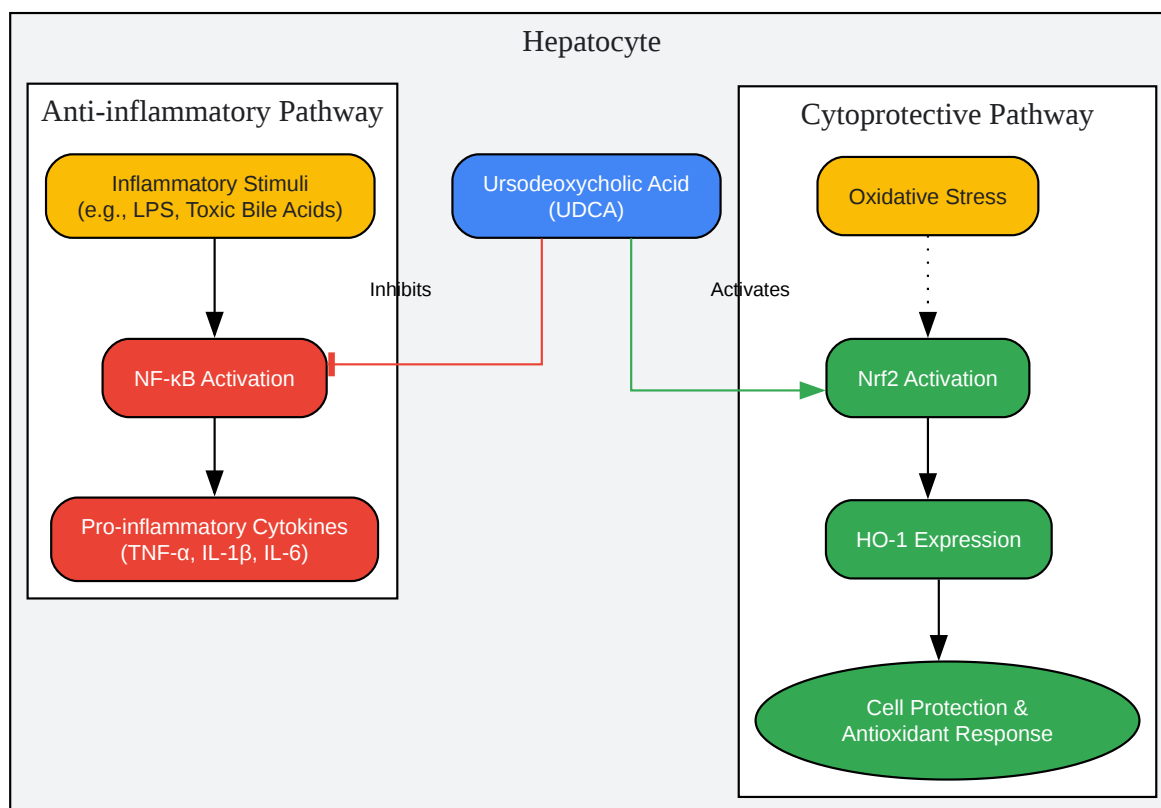 Hepatocyte
Anti-inflammatory Pathway
Inflammatory Stimuli
(e.g., LPS, Toxic Bile Acids)
NF-κB Activation
Pro-inflammatory Cytokines
(TNF-α, IL-1β, IL-6)
Ursodeoxycholic Acid
(UDCA)
Inhibits
Activates
Cytoprotective Pathway
Oxidative Stress
Nrf2 Activation
HO-1 Expression
Cell Protection &
Antioxidant Response